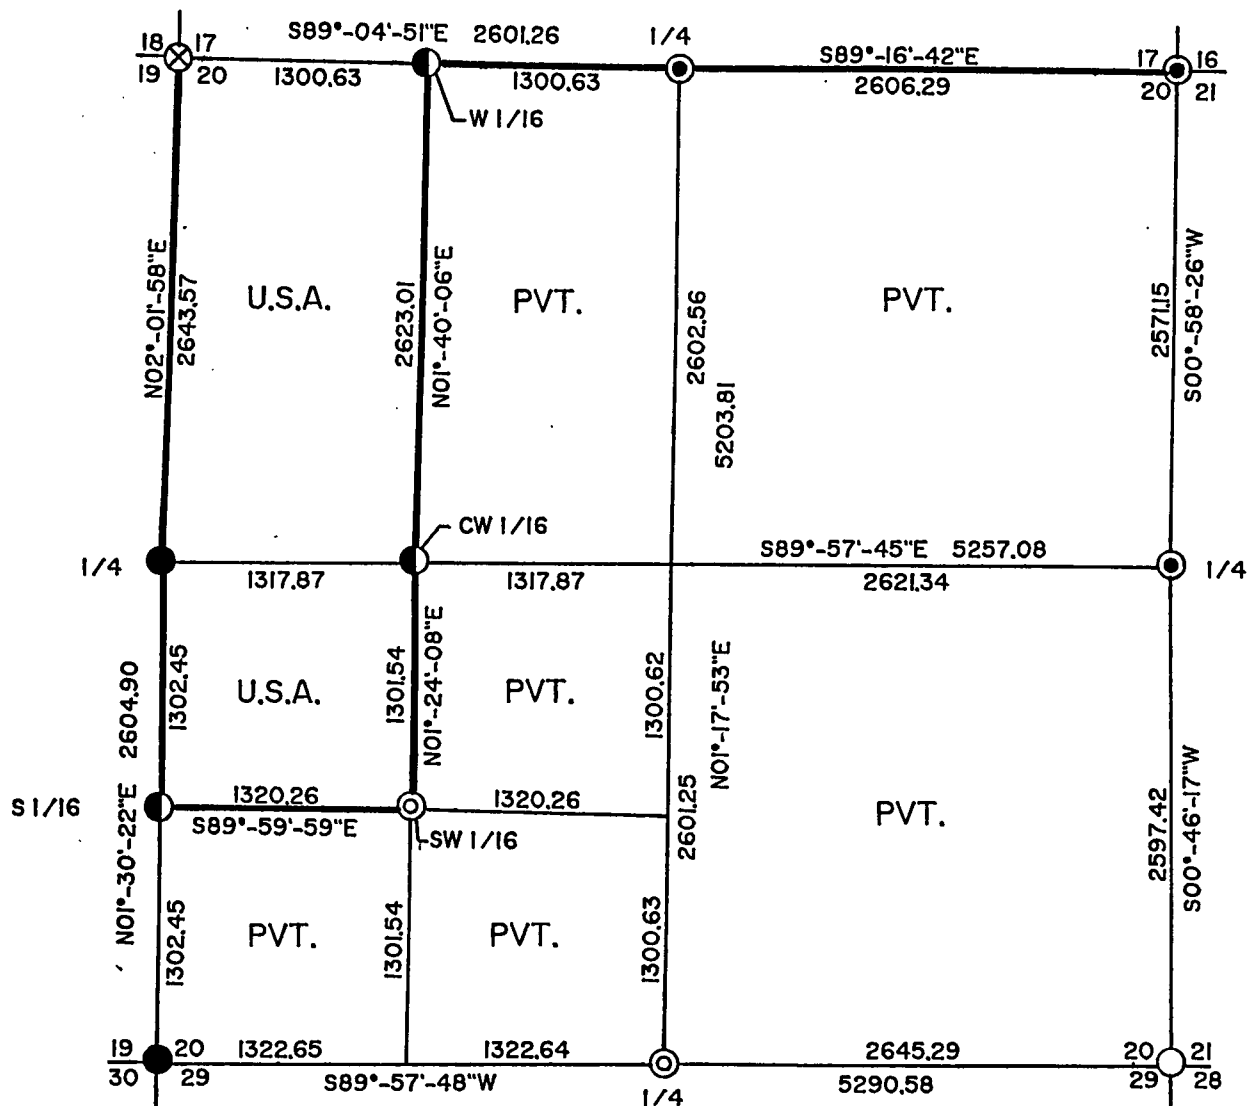 S89°-04'-51"E 2601.26
1/4
S89°-16'-42"E
18 17
17 16
19 20
1300.63
1300.63
2606.29
20 21
W 1/16
N02°-01'-58"E
2643.57
U.S.A.
2623.01
N01°-40'-06"E
PVT.
2602.56
5203.81
PVT.
2571.15
S00°-58'-26"W
CW 1/16
S89°-57'-45"E 5257.08
1/4
1317.87
1317.87
2621.34
1/4
N01°-30'-22"E 2604.90
1302.45
U.S.A.
1301.54
N01°-24'-08"E
PVT.
1300.62
N01°-17'-53"E
2601.25
S 1/16
1320.26
1320.26
S89°-59'-59"E
SW 1/16
PVT.
2597.42
S00°-46'-17"W
1302.45
PVT.
1301.54
PVT.
1300.63
19 20
1322.65
1322.64
2645.29
20 21
30 29
S89°-57'-48"W
1/4
5290.58
29 28